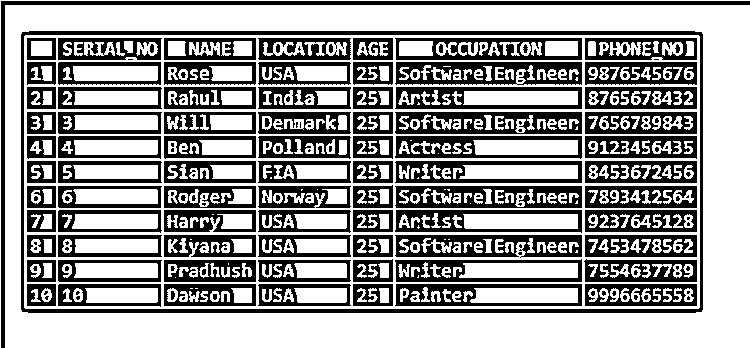 SERIAL_NO NAME LOCATION AGE OCCUPATION PHONE NO
1 1 Rose USA 25 Software Engineer 9876545676
2 2 Rahul India 25 Artist 8765678432
3 3 Will Denmark 25 Software Engineer 7656789843
4 4 Ben Polland 25 Actress 9123456435
5 5 Sian FIA 25 Writer 8453672456
6 6 Rodger Norway 25 Software Engineer 7893412564
7 7 Harry USA 25 Artist 9237645128
8 8 Kiyana USA 25 Software Engineer 7453478562
9 9 Pradhush USA 25 Writer 7554637789
10 10 Dawson USA 25 Painter 9996665558